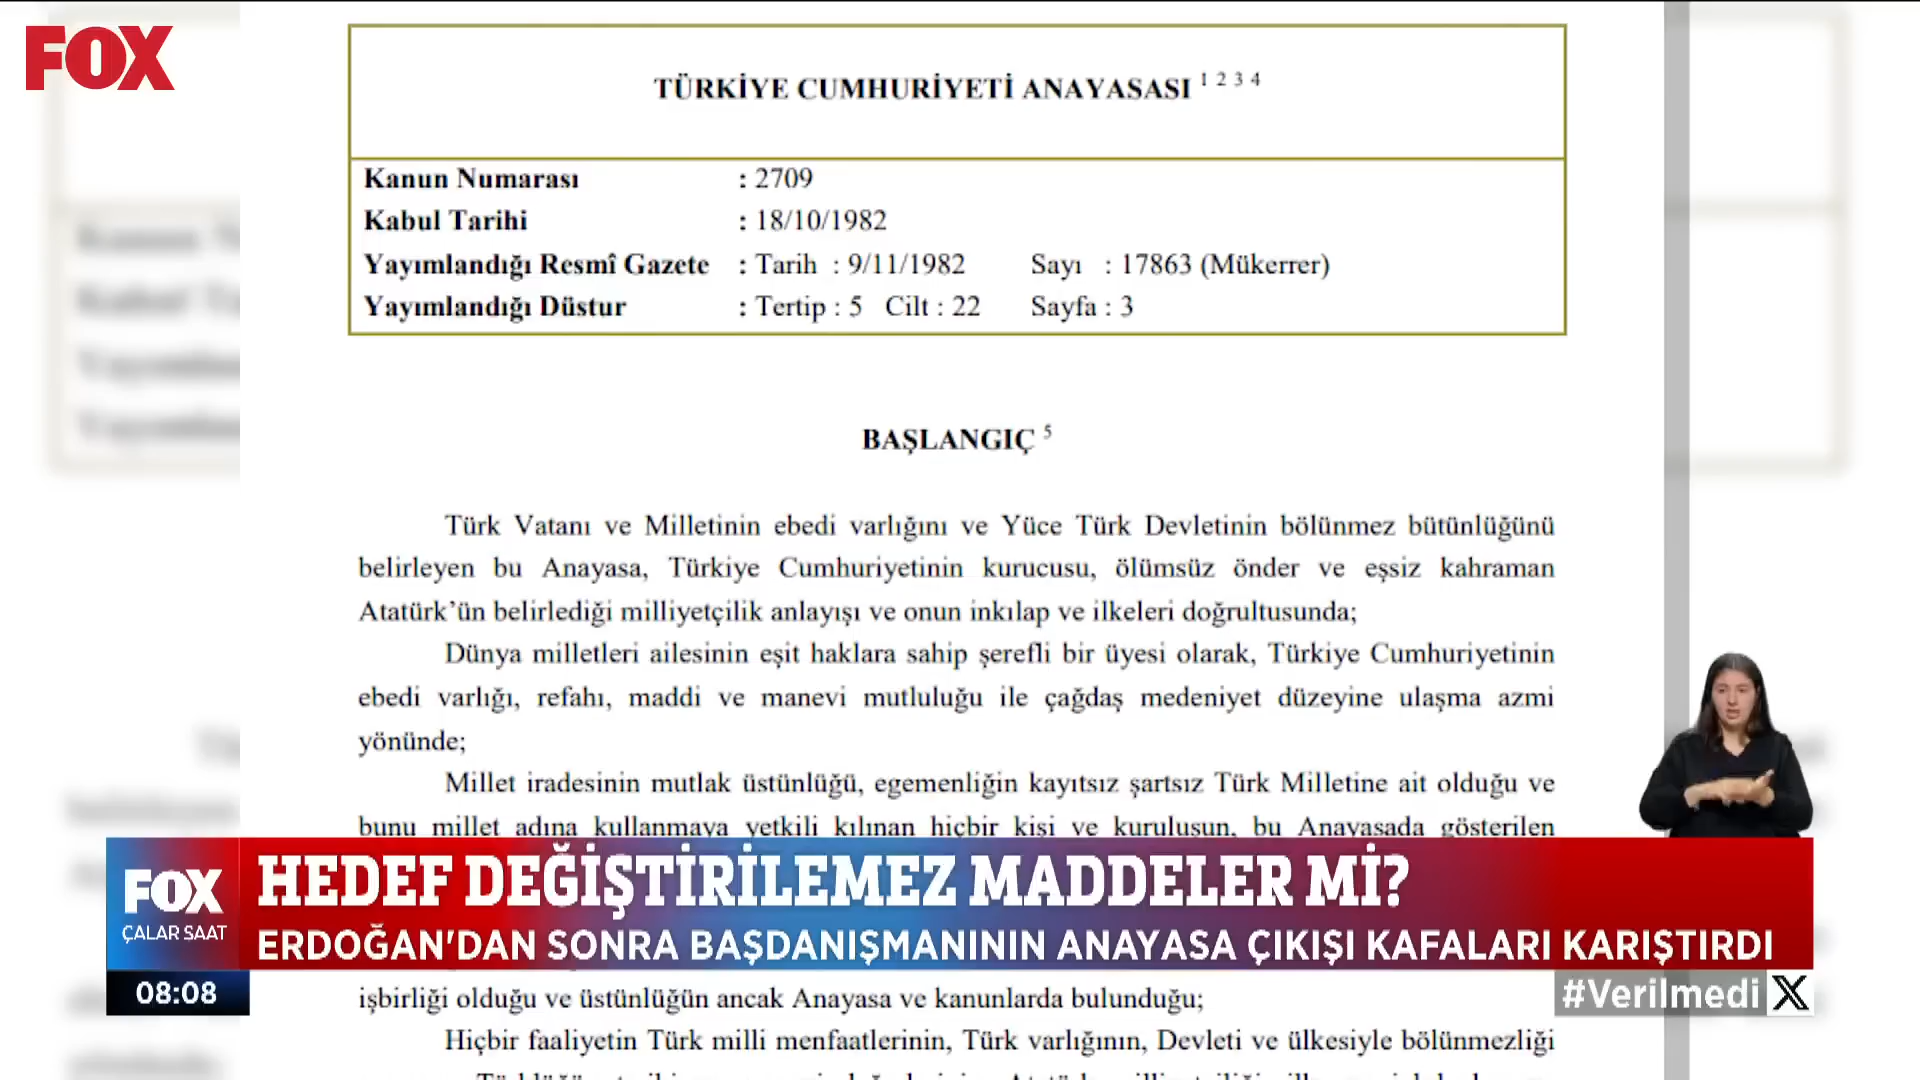 FOX
TÜRKİYE CUMHURİYETİ ANAYASASI 1 2 3 4
Kanun Numarası : 2709
Kabul Tarihi : 18/10/1982
Yayımlandığı Resmî Gazete : Tarih : 9/11/1982 Sayı : 17863 (Mükerrer)
Yayımlandığı Düstur : Tertip : 5 Cilt : 22 Sayfa : 3
BAŞLANGIÇ 5
Türk Vatanı ve Milletinin ebedi varlığını ve Yüce Türk Devletinin bölünmez bütünlüğünü
belirleyen bu Anayasa, Türkiye Cumhuriyetinin kurucusu, ölümsüz önder ve eşsiz kahraman
Atatürk’ün belirlediği milliyetçilik anlayışı ve onun inkılap ve ilkeleri doğrultusunda;
Dünya milletleri ailesinin eşit haklara sahip şerefli bir üyesi olarak, Türkiye Cumhuriyetinin
ebedi varlığı, refahı, maddi ve manevi mutluluğu ile çağdaş medeniyet düzeyine ulaşma azmi
yönünde;
Millet iradesinin mutlak üstünlüğü, egemenliğin kayıtsız şartsız Türk Milletine ait olduğu ve
bunu millet adına kullanmaya yetkili kılınan hiçbir kişi ve kuruluşun, bu Anayasada gösterilen
FOX
ÇALAR SAAT
HEDEF DEĞİŞTİRİLEMEZ MADDELER Mİ?
ERDOĞAN'DAN SONRA BAŞDANIŞMANININ ANAYASA ÇIKIŞI KAFALARI KARIŞTIRDI
08:08
#Verilmedi X
işbirliği olduğu ve üstünlüğün ancak Anayasa ve kanunlarda bulunduğu;
Hiçbir faaliyetin Türk milli menfaatlerinin, Türk varlığının, Devleti ve ülkesiyle bölünmezliği